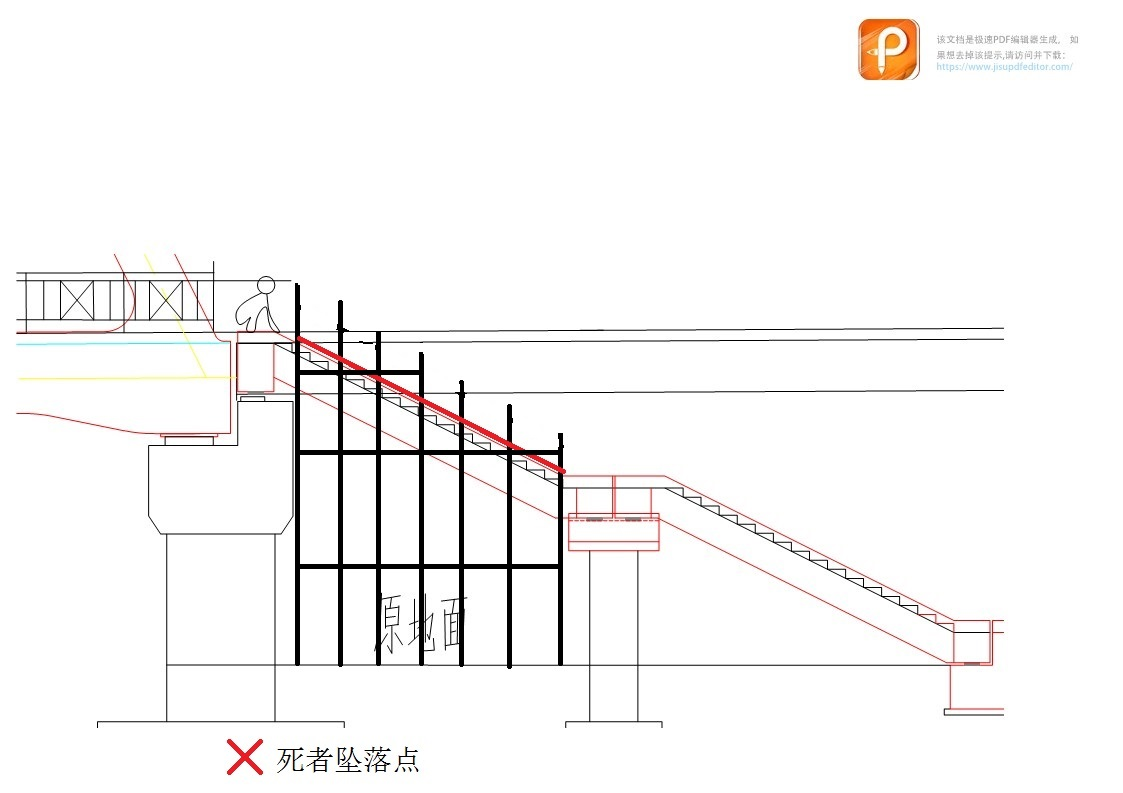 该文档是极速PDF编辑器生成，如
果想去掉该提示,请访问并下载：
https://www.jisupdfeditor.com/
原地面
死者坠落点